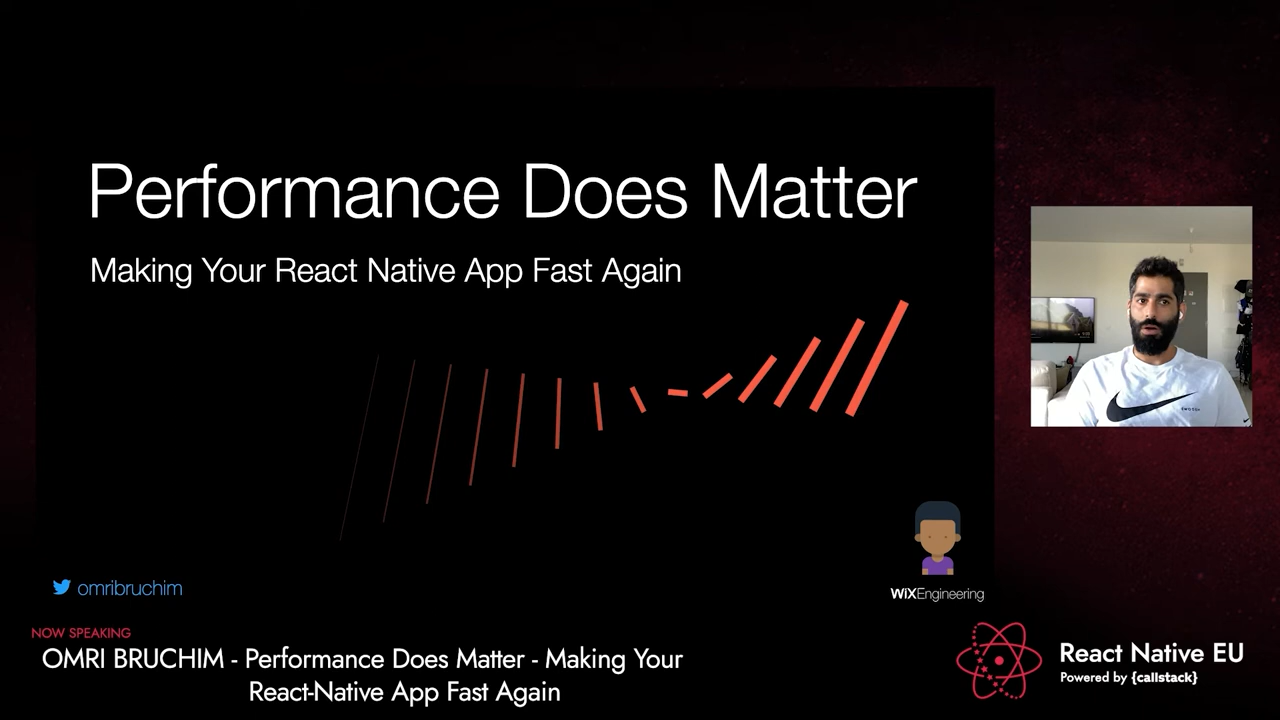 Performance Does Matter
Making Your React Native App Fast Again
omribruchim
WiXEngineering
NOW SPEAKING
OMRI BRUCHIM - Performance Does Matter - Making Your
React-Native App Fast Again
React Native EU
Powered by {callstack}